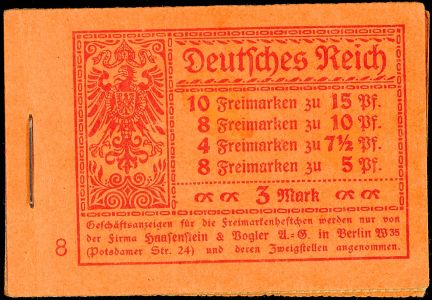 Deutsches Reich
10 Freimarken zu 15 Pf.
8 Freimarken zu 10 Pf.
4 Freimarken zu 7½ Pf.
8 Freimarken zu 5 Pf.
3 Mark
Geschäftsanzeigen für die Freimarkenheftchen werden nur von
der Firma Haasenstein & Vogler A.-G. in Berlin W 35
(Potsdamer Str. 24) und deren Zweigstellen angenommen.
8